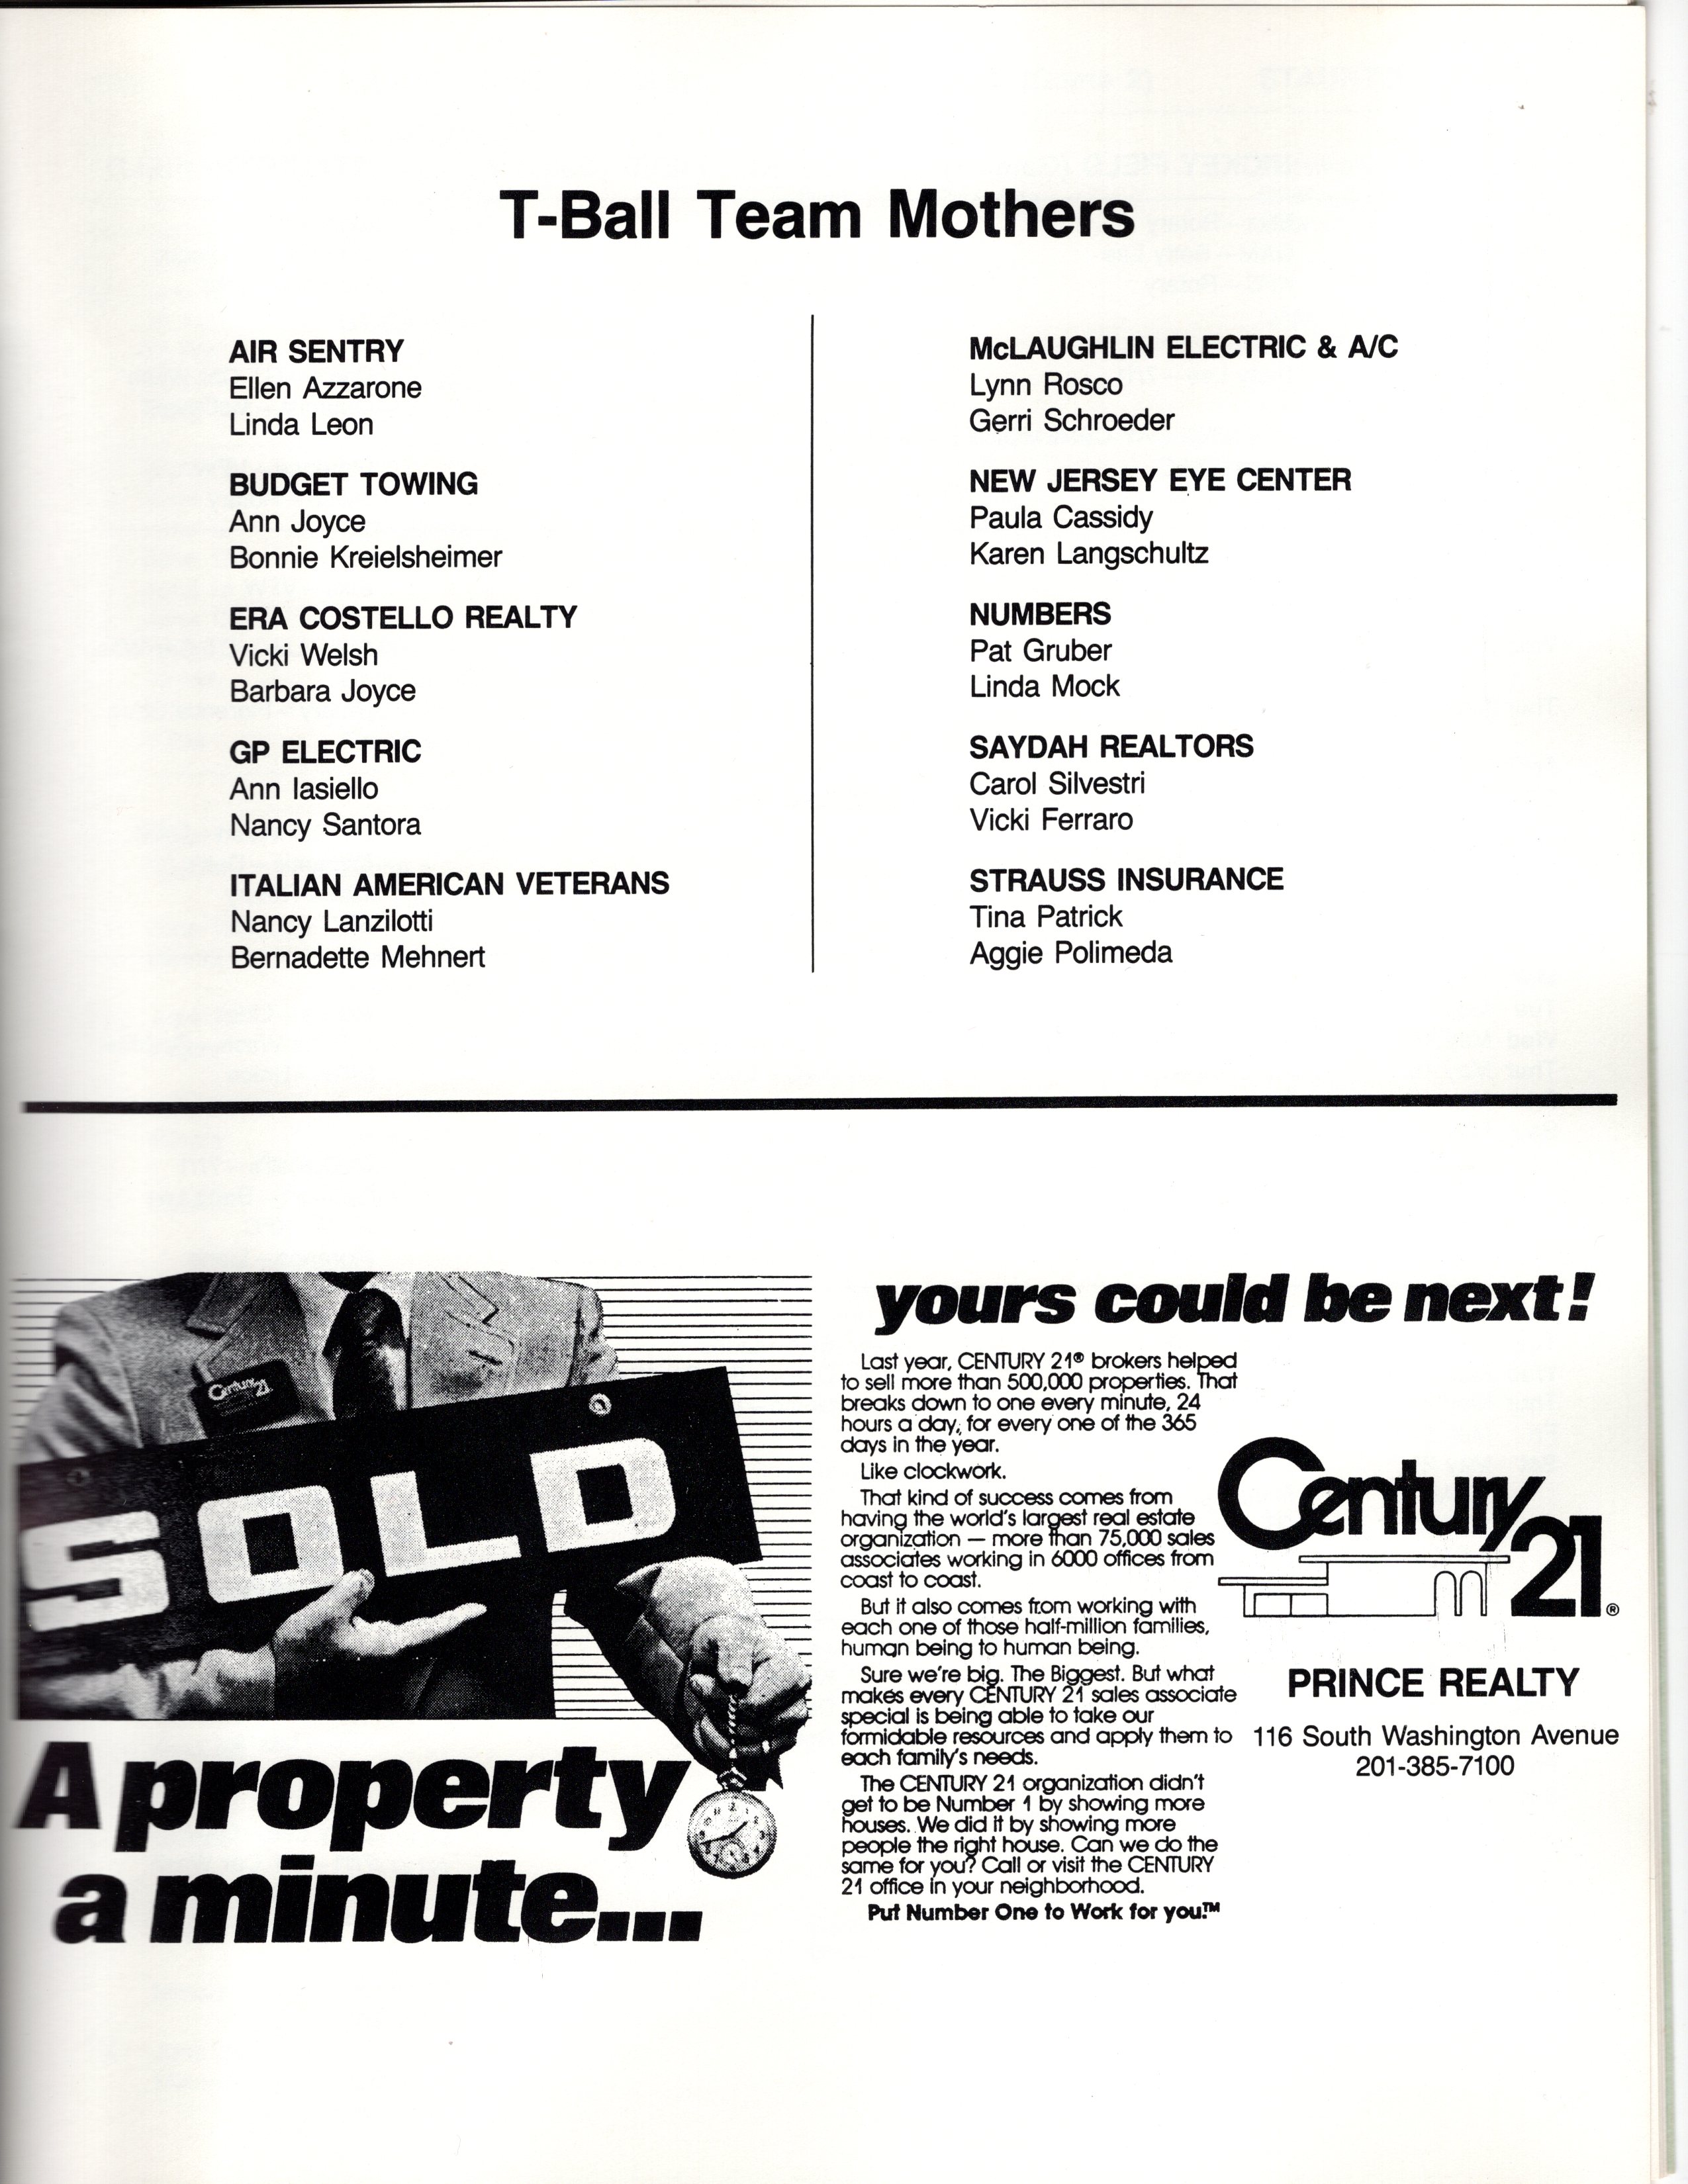 T-Ball Team Mothers
AIR SENTRY
Ellen Azzarone
Linda Leon
BUDGET TOWING
Ann Joyce
Bonnie Kreielsheimer
ERA COSTELLO REALTY
Vicki Welsh
Barbara Joyce
GP ELECTRIC
Ann Iasiello
Nancy Santora
ITALIAN AMERICAN VETERANS
Nancy Lanzilotti
Bernadette Mehnert
McLAUGHLIN ELECTRIC & A/C
Lynn Rosco
Gerri Schroeder
NEW JERSEY EYE CENTER
Paula Cassidy
Karen Langschultz
NUMBERS
Pat Gruber
Linda Mock
SAYDAH REALTORS
Carol Silvestri
Vicki Ferraro
STRAUSS INSURANCE
Tina Patrick
Aggie Polimeda
Century 21
SOLD
A property
a minute...
yours could be next!
Last year, CENTURY 21® brokers helped
to sell more than 500,000 properties. That
breaks down to one every minute, 24
hours a day, for every one of the 365
days in the year.
Like clockwork.
That kind of success comes from
having the world's largest real estate
organization — more than 75,000 sales
associates working in 6000 offices from
coast to coast.
But it also comes from working with
each one of those half-million families,
human being to human being.
Sure we're big. The Biggest. But what
makes every CENTURY 21 sales associate
special is being able to take our
formidable resources and apply them to
each family's needs.
The CENTURY 21 organization didn't
get to be Number 1 by showing more
houses. We did it by showing more
people the right house. Can we do the
same for you? Call or visit the CENTURY
21 office in your neighborhood.
Put Number One to Work for you.™
Century
21®
PRINCE REALTY
116 South Washington Avenue
201-385-7100